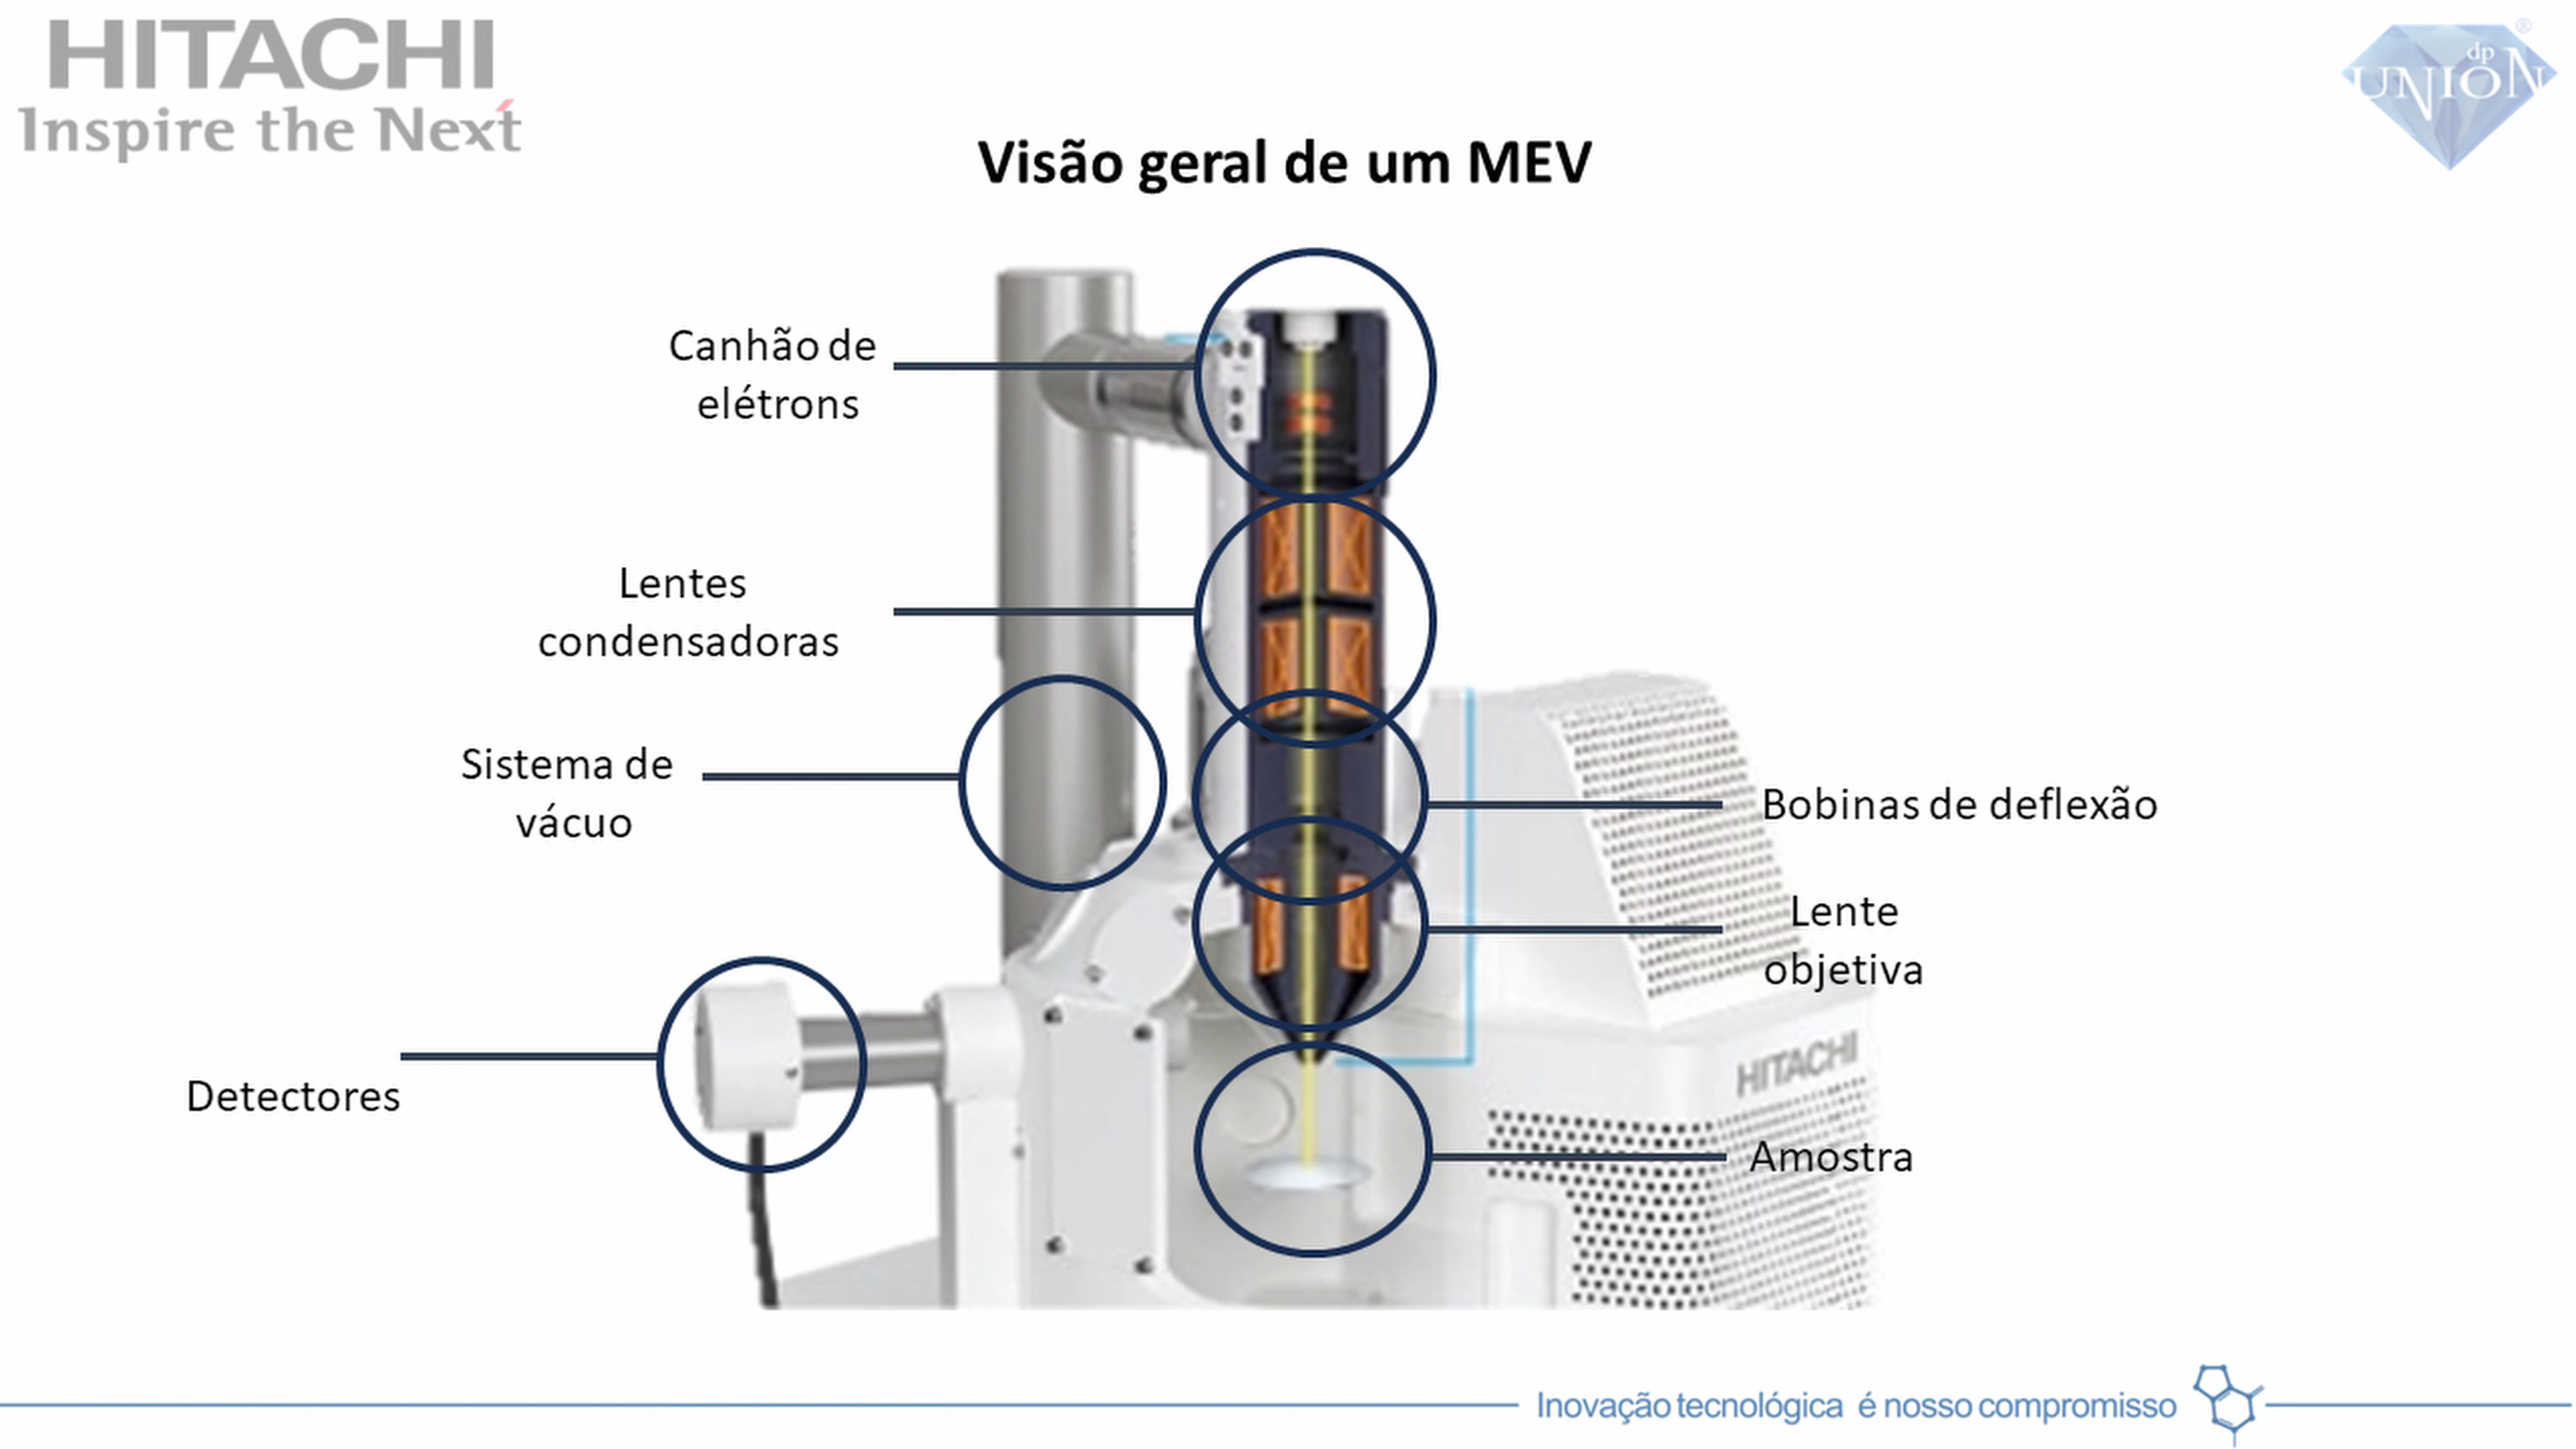 HITACHI
Inspire the Next
dp
UNION
®
Visão geral de um MEV
Canhão de
elétrons
Lentes
condensadoras
Sistema de
vácuo
Detectores
Bobinas de deflexão
Lente
objetiva
HITACHI
Amostra
Inovação tecnológica é nosso compromisso